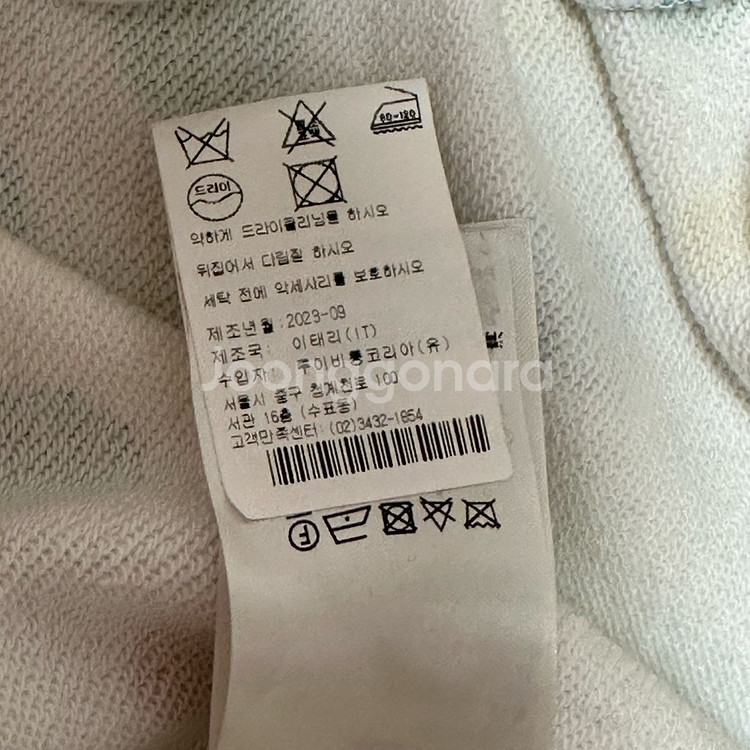 80-120
드라이
약하게 드라이클리닝을 하시오
뒤집어서 다림질 하시오
세탁 전에 악세사리를 보호하시오
제조년월 : 2023-09
제조국: 이태리(IT)
수입자: 루이비통코리아(유)
서울시 중구 청계천로 100
서관 16층 (수표동)
고객만족센터: (02)3432-1854
Joonggonara
F